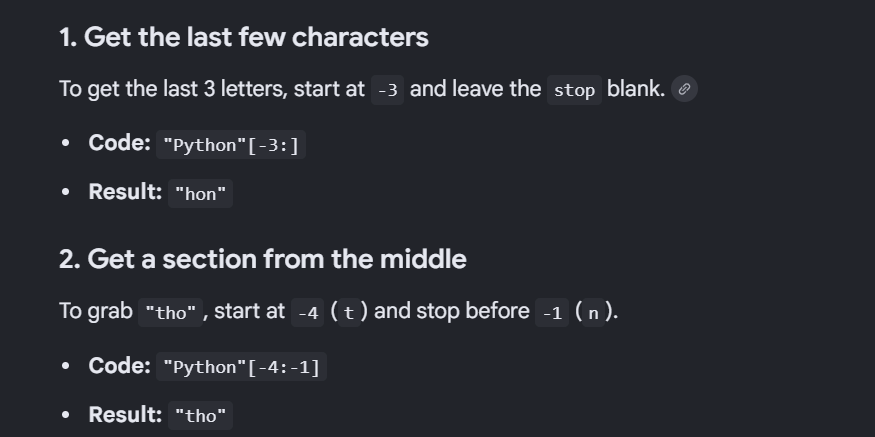 1. Get the last few characters
To get the last 3 letters, start at -3 and leave the stop blank.
• Code: "Python"[-3:]
• Result: "hon"
2. Get a section from the middle
To grab "tho", start at -4 (t) and stop before -1 (n).
• Code: "Python"[-4:-1]
• Result: "tho"